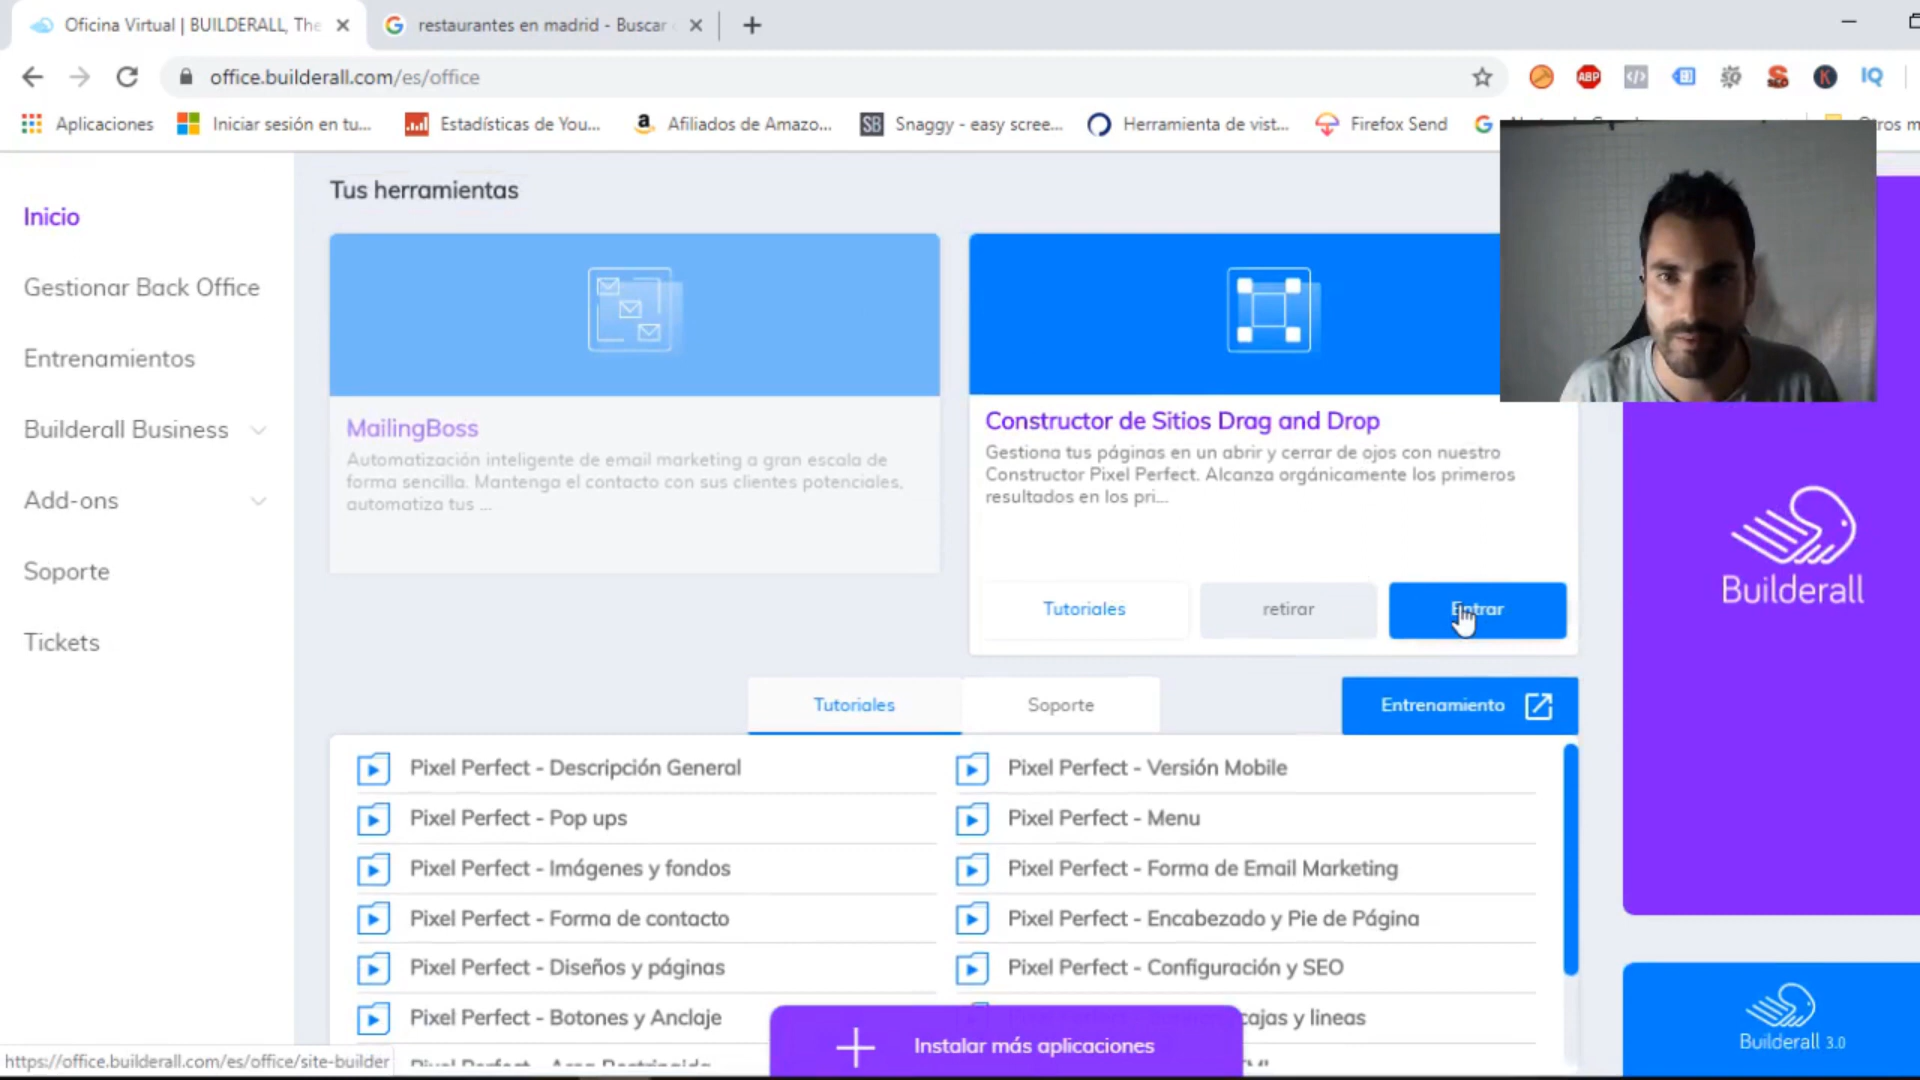 Oficina Virtual | BUILDERALL, The
restaurantes en madrid - Buscar
office.builderall.com/es/office
ABP
SEO
K
IQ
Aplicaciones
Iniciar sesión en tu...
Estadísticas de You...
a
Afiliados de Amazo...
SB
Snaggy - easy scree...
Herramienta de vist...
Firefox Send
Otros m
Tus herramientas
Inicio
Gestionar Back Office
Entrenamientos
Builderall Business
Add-ons
Soporte
Tickets
MailingBoss
Automatización inteligente de email marketing a gran escala de
forma sencilla. Mantenga el contacto con sus clientes potenciales,
automatiza tus ...
Constructor de Sitios Drag and Drop
Gestiona tus páginas en un abrir y cerrar de ojos con nuestro
Constructor Pixel Perfect. Alcanza orgánicamente los primeros
resultados en los pri...
Tutoriales
retirar
Entrar
Builderall
Tutoriales
Soporte
Entrenamiento
Pixel Perfect - Descripción General
Pixel Perfect - Versión Mobile
Pixel Perfect - Pop ups
Pixel Perfect - Menu
Pixel Perfect - Imágenes y fondos
Pixel Perfect - Forma de Email Marketing
Pixel Perfect - Forma de contacto
Pixel Perfect - Encabezado y Pie de Página
Pixel Perfect - Diseños y páginas
Pixel Perfect - Configuración y SEO
Pixel Perfect - Botones y Anclaje
cajas y lineas
Instalar más aplicaciones
Builderall 3.0
https://office.builderall.com/es/office/site-builder